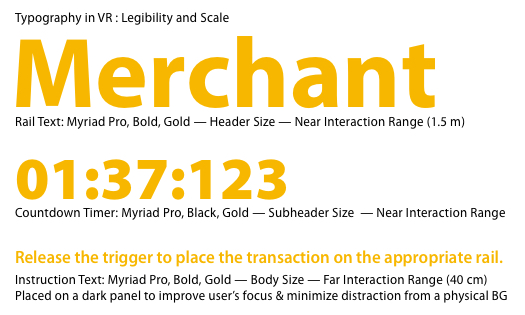 Typography in VR : Legibility and Scale
Merchant
Rail Text: Myriad Pro, Bold, Gold — Header Size — Near Interaction Range (1.5 m)
01:37:123
Countdown Timer: Myriad Pro, Black, Gold — Subheader Size — Near Interaction Range
Release the trigger to place the transaction on the appropriate rail.
Instruction Text: Myriad Pro, Bold, Gold — Body Size — Far Interaction Range (40 cm)
Placed on a dark panel to improve user’s focus & minimize distraction from a physical BG